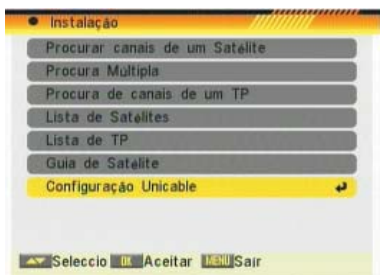 Instalação
Procurar canais de um Satélite
Procura Múltipla
Procura de canais de um TP
Lista de Satélites
Lista de TP
Guia de Satélite
Configuração Unicable
Seleccio OK Aceitar MENU Sair